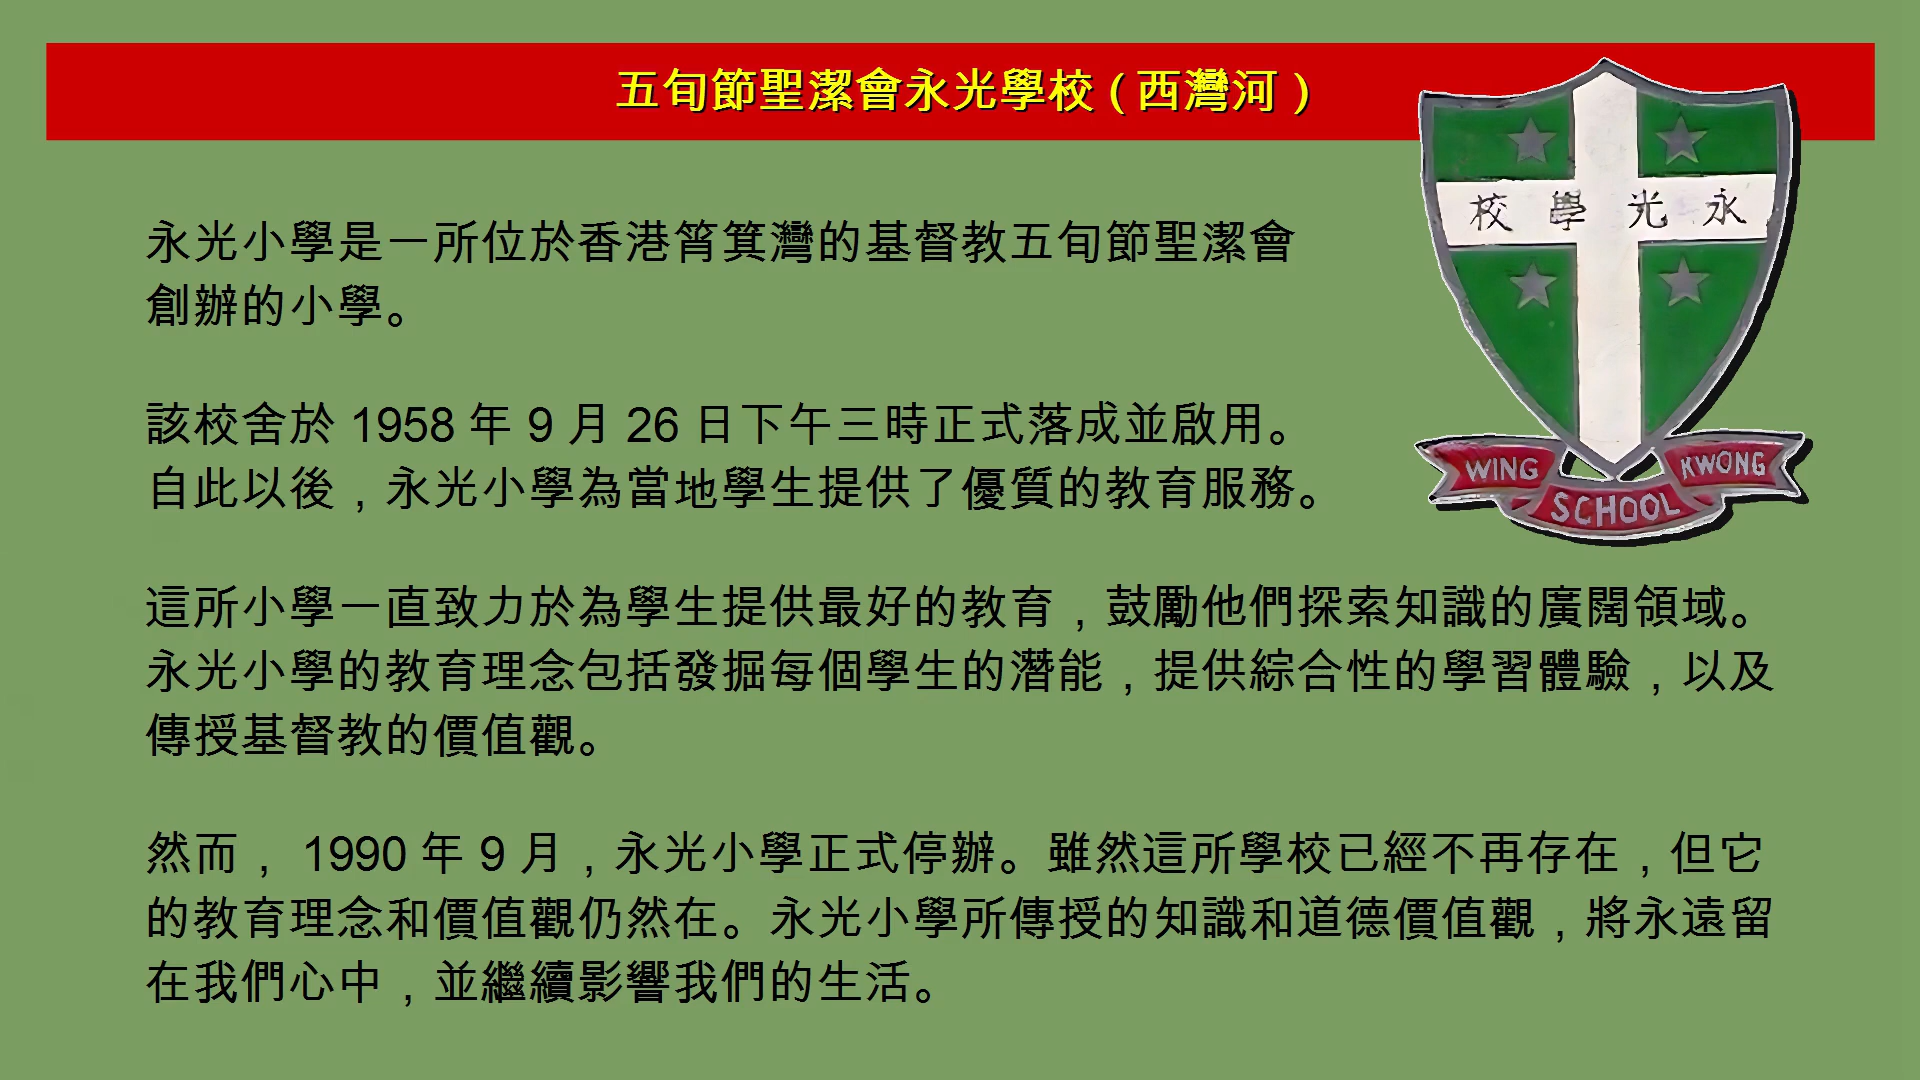 五旬節聖潔會永光學校（西灣河）
校學光永
WING KWONG
SCHOOL
永光小學是一所位於香港筲箕灣的基督教五旬節聖潔會
創辦的小學。
該校舍於 1958 年 9 月 26 日下午三時正式落成並啟用。
自此以後，永光小學為當地學生提供了優質的教育服務。
這所小學一直致力於為學生提供最好的教育，鼓勵他們探索知識的廣闊領域。
永光小學的教育理念包括發掘每個學生的潛能，提供綜合性的學習體驗，以及
傳授基督教的價值觀。
然而， 1990 年 9 月，永光小學正式停辦。雖然這所學校已經不再存在，但它
的教育理念和價值觀仍然在。永光小學所傳授的知識和道德價值觀，將永遠留
在我們心中，並繼續影響我們的生活。